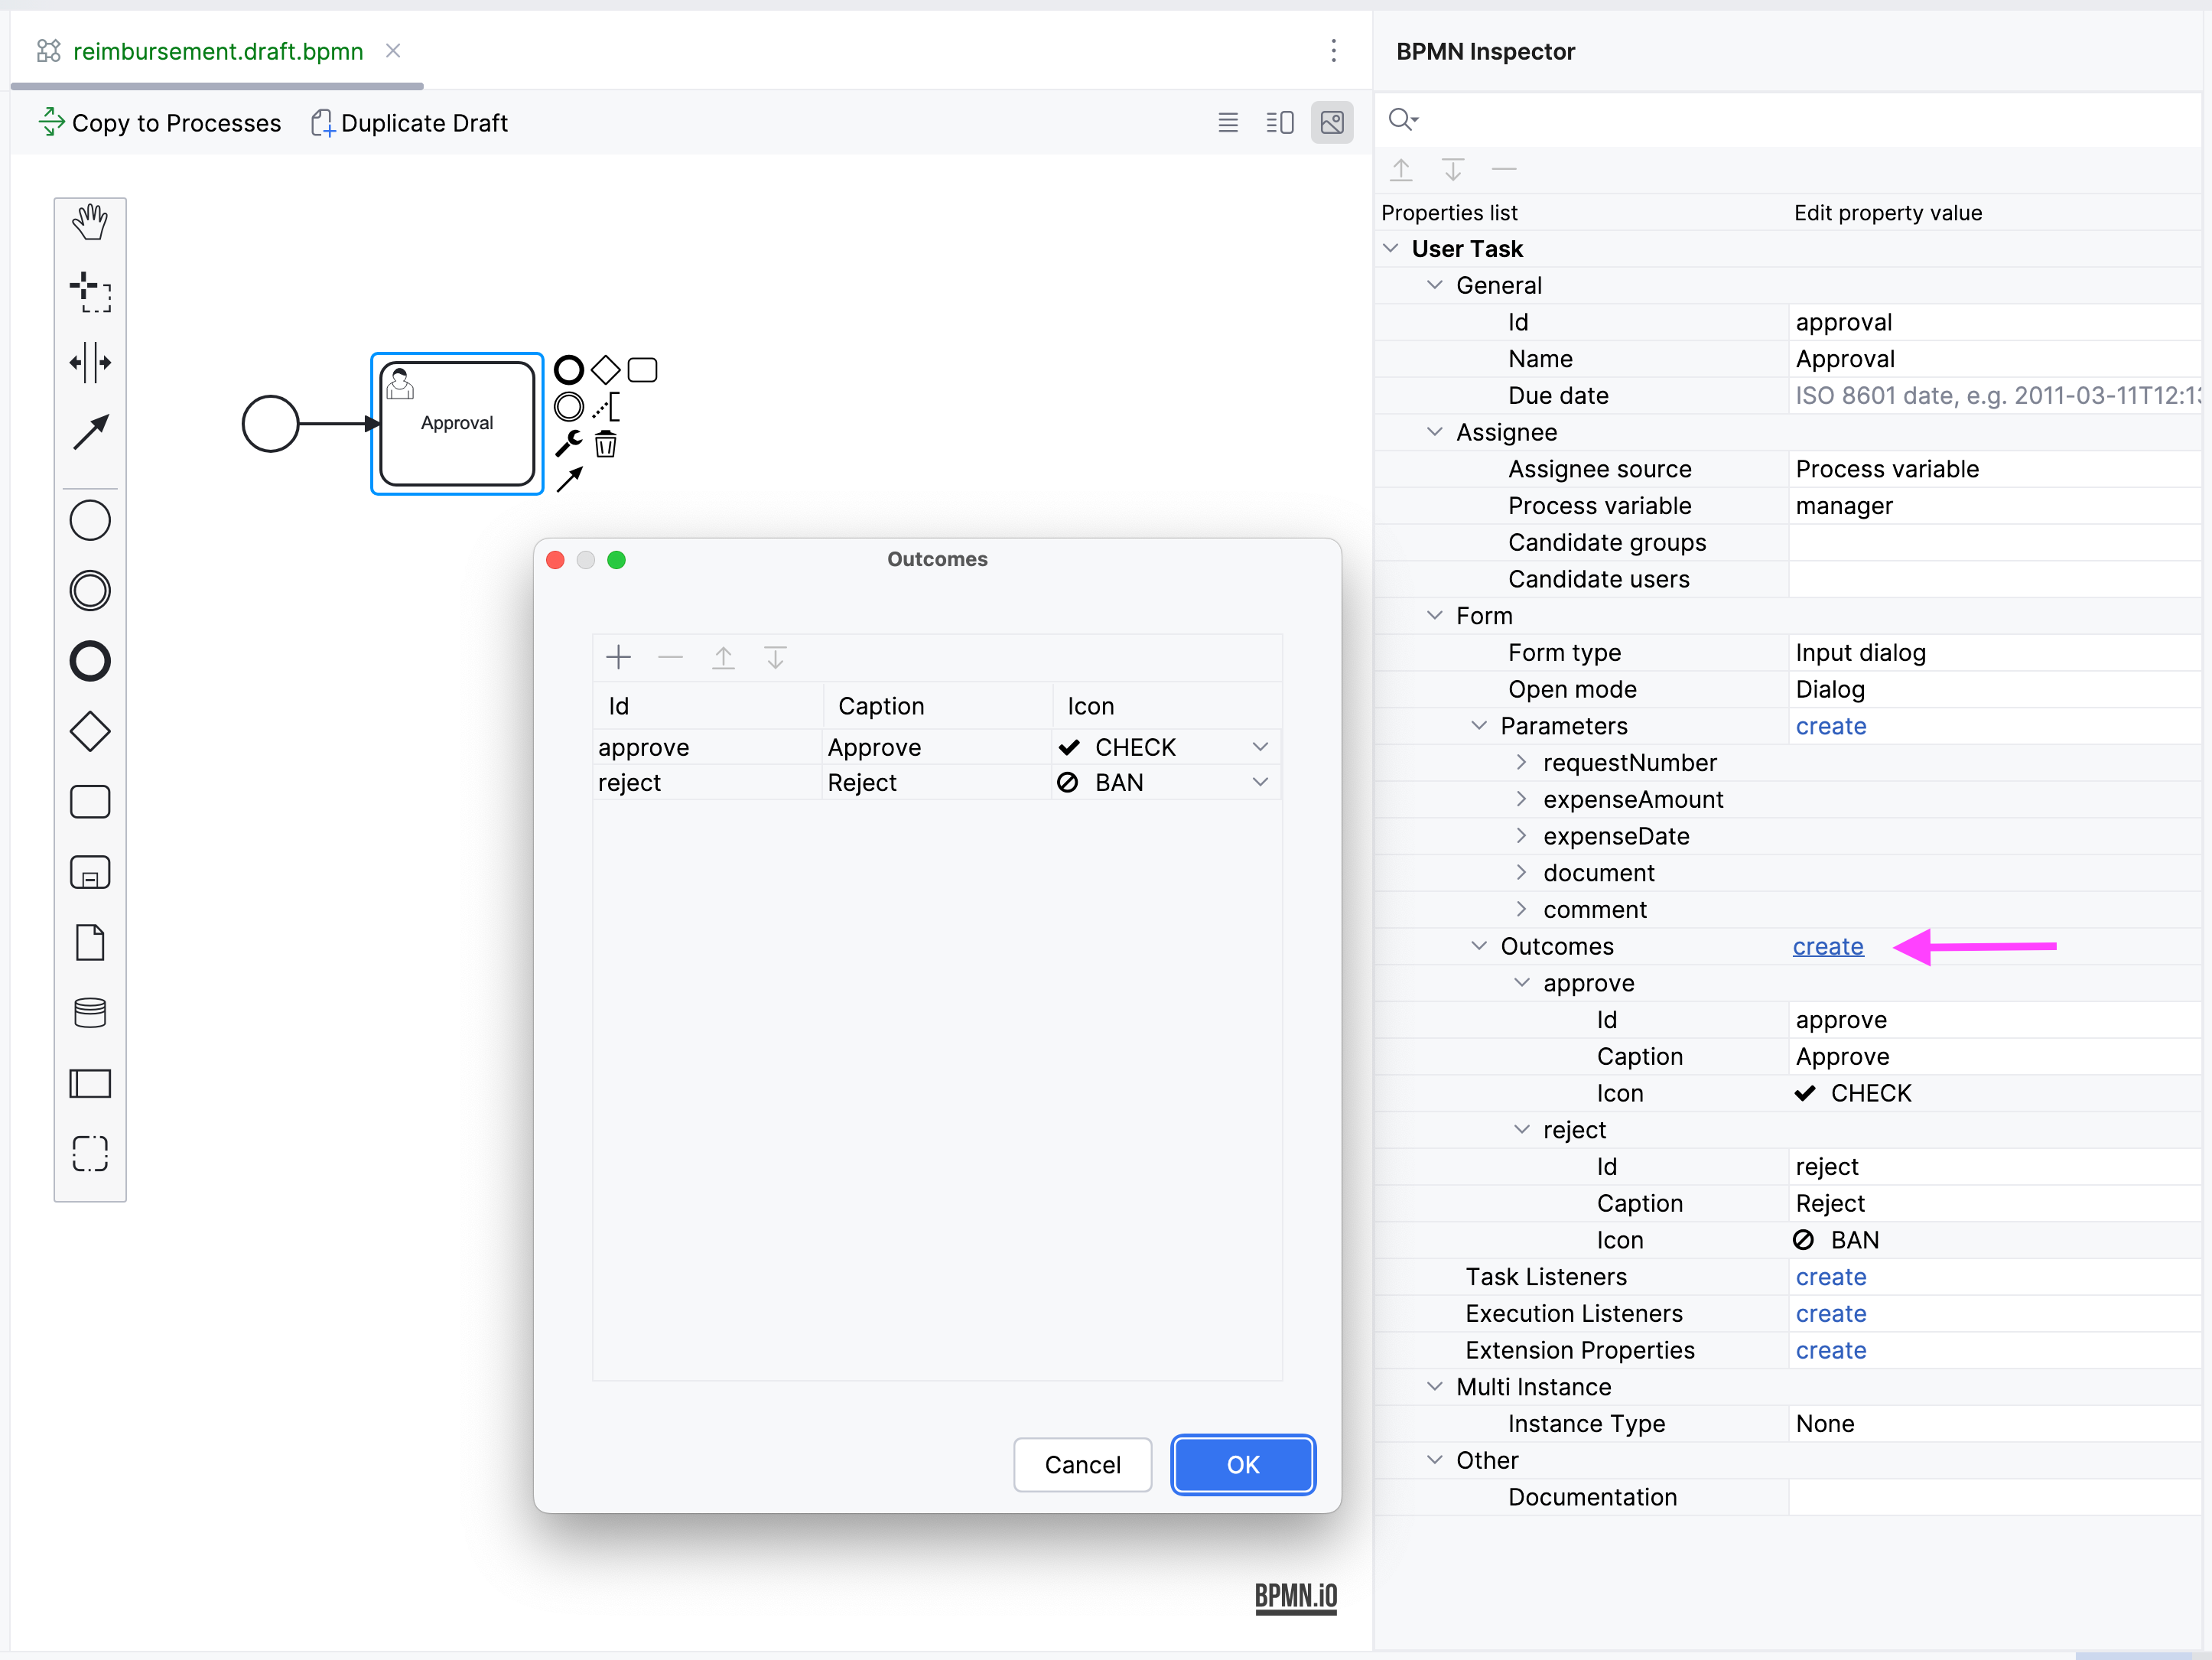 reimbursement.draft.bpmn
Copy to Processes Duplicate Draft
Approval
Outcomes
Id Caption Icon
approve Approve CHECK
reject Reject BAN
Cancel OK
BPMN.iO
BPMN Inspector
Properties list Edit property value
User Task
General
Id approval
Name Approval
Due date ISO 8601 date, e.g. 2011-03-11T12:1
Assignee
Assignee source Process variable
Process variable manager
Candidate groups
Candidate users
Form
Form type Input dialog
Open mode Dialog
Parameters create
requestNumber
expenseAmount
expenseDate
document
comment
Outcomes create
approve
Id approve
Caption Approve
Icon CHECK
reject
Id reject
Caption Reject
Icon BAN
Task Listeners create
Execution Listeners create
Extension Properties create
Multi Instance
Instance Type None
Other
Documentation